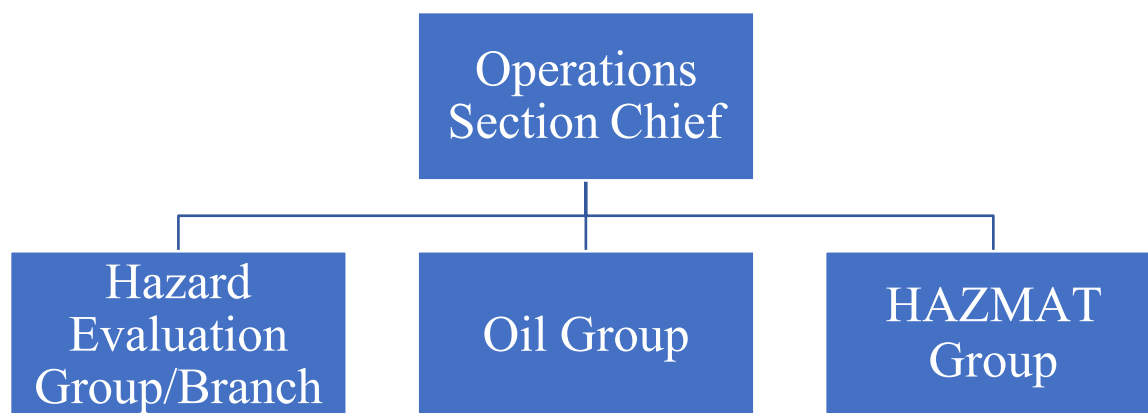 Operations
Section Chief
Hazard
Evaluation
Group/Branch
Oil Group
HAZMAT
Group